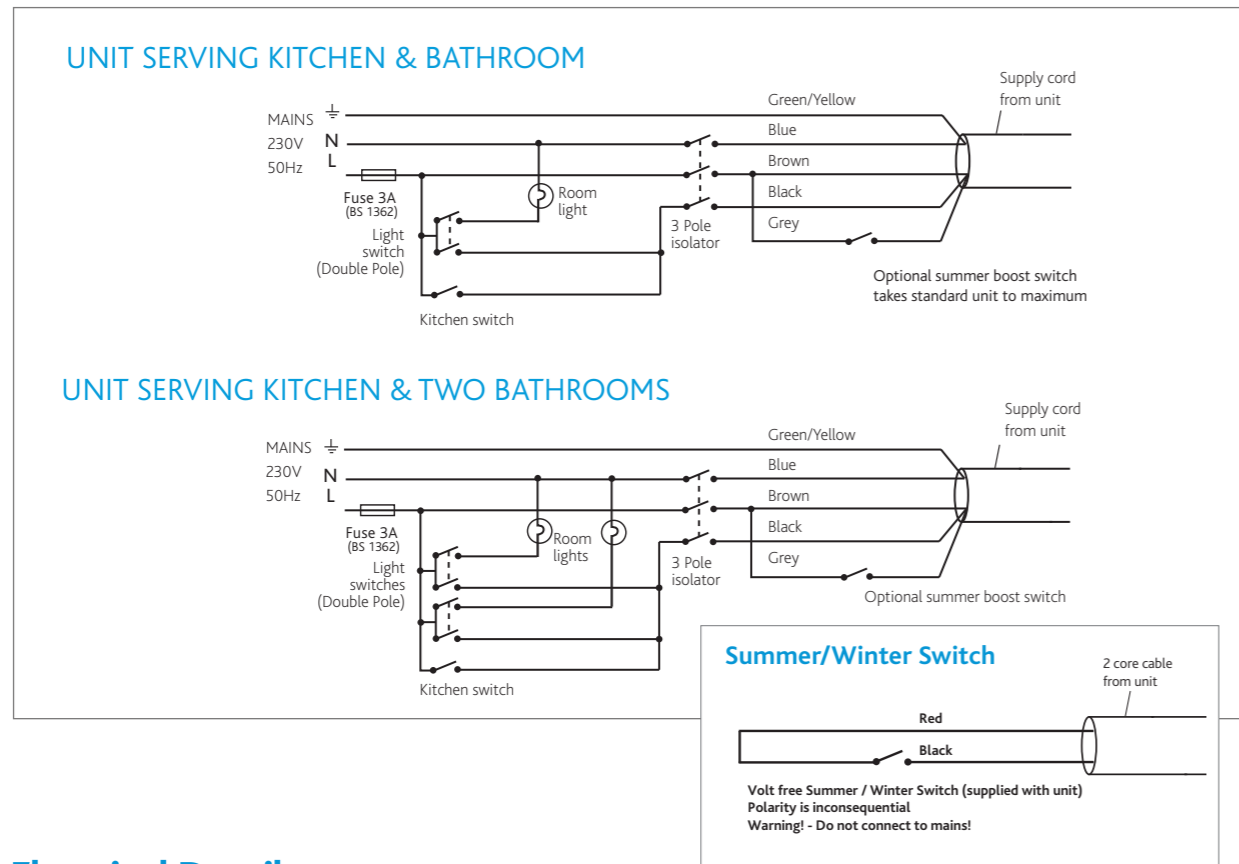 UNIT SERVING KITCHEN & BATHROOM
Supply cord
from unit
Green/Yellow
MAINS
230V N
Blue
50Hz L
Brown
Fuse 3A
(BS 1362)
Room
light
Black
Light
switch
(Double Pole)
3 Pole
isolator
Grey
Optional summer boost switch
takes standard unit to maximum
Kitchen switch
UNIT SERVING KITCHEN & TWO BATHROOMS
Supply cord
from unit
Green/Yellow
MAINS
230V N
Blue
50Hz L
Brown
Fuse 3A
(BS 1362)
Room
lights
Black
Light
switches
(Double Pole)
3 Pole
isolator
Grey
Optional summer boost switch
Kitchen switch
Summer/Winter Switch
2 core cable
from unit
Red
Black
Volt free Summer / Winter Switch (supplied with unit)
Polarity is inconsequential
Warning! - Do not connect to mains!